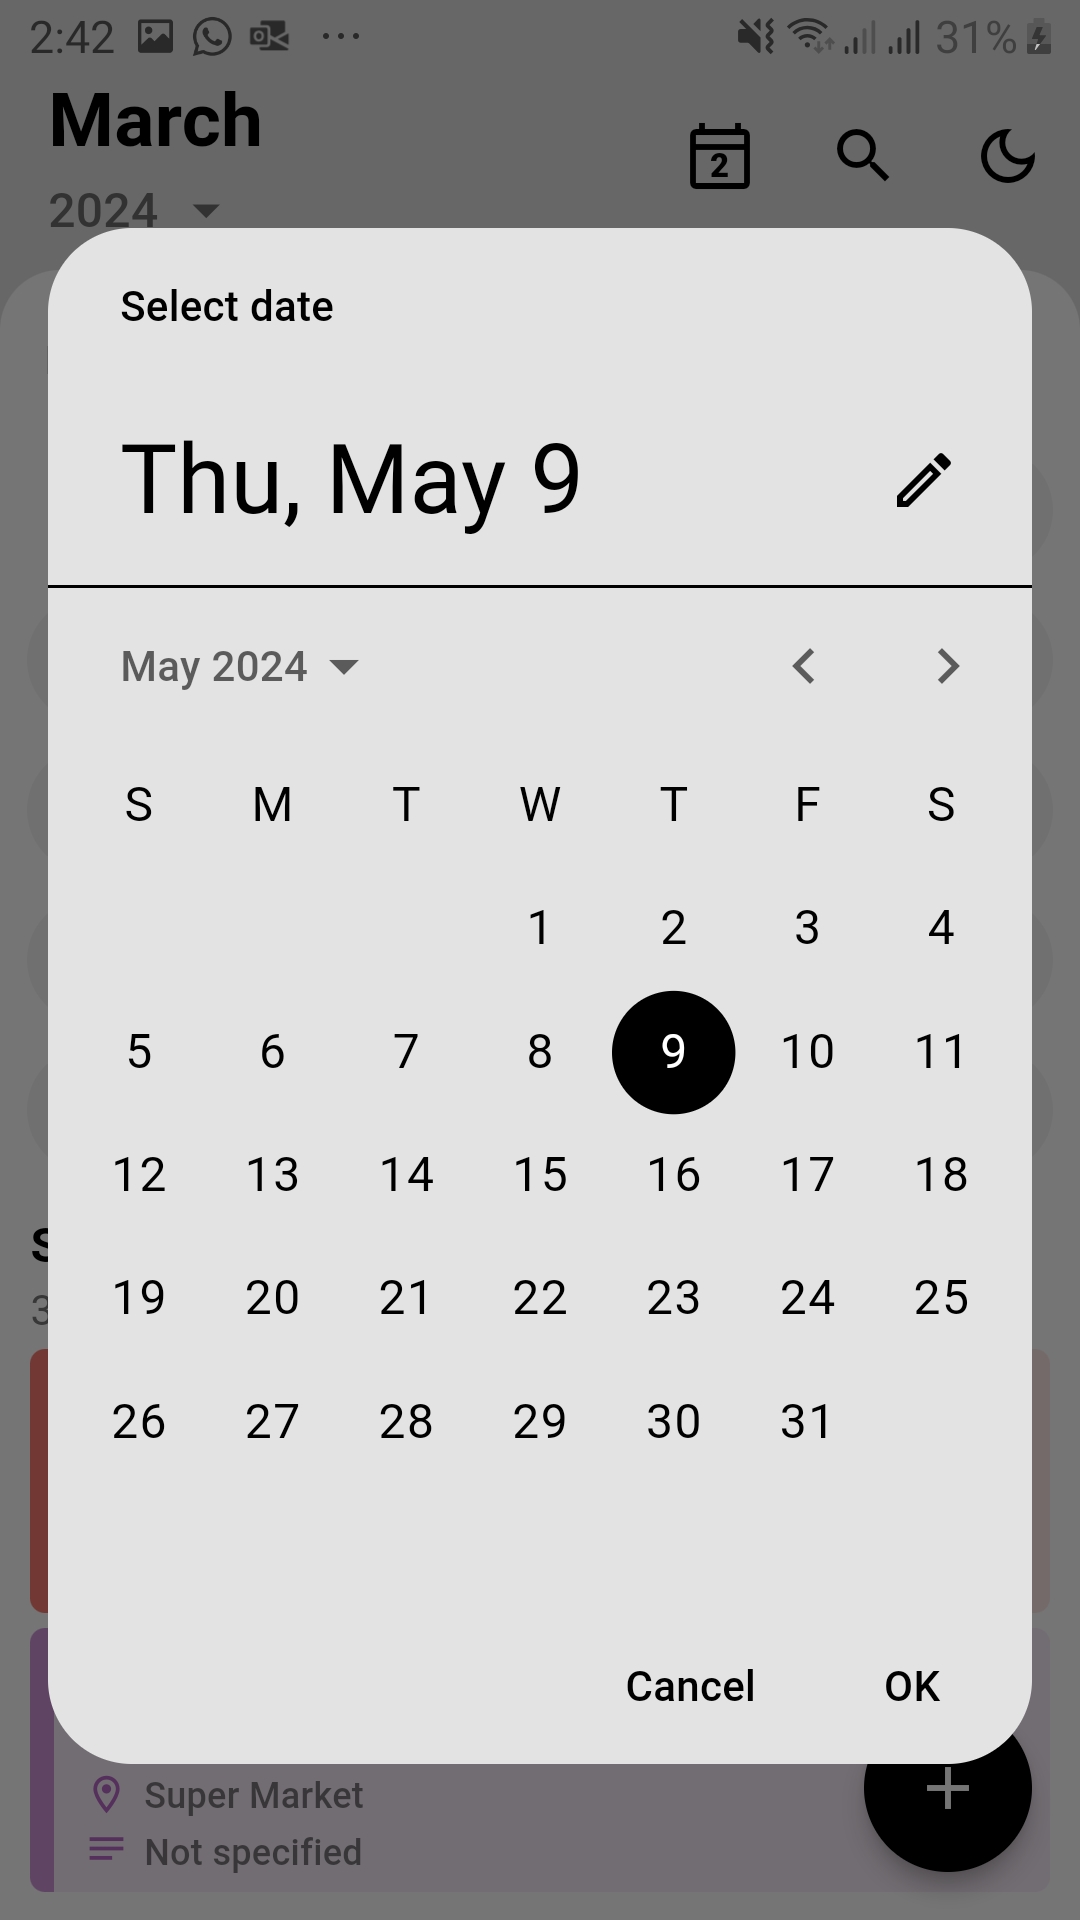 2:42 31%
March
2
2024
Select date
Thu, May 9
May 2024
S M T W T F S
1 2 3 4
5 6 7 8 9 10 11
12 13 14 15 16 17 18
19 20 21 22 23 24 25
26 27 28 29 30 31
Cancel OK
Super Market
Not specified